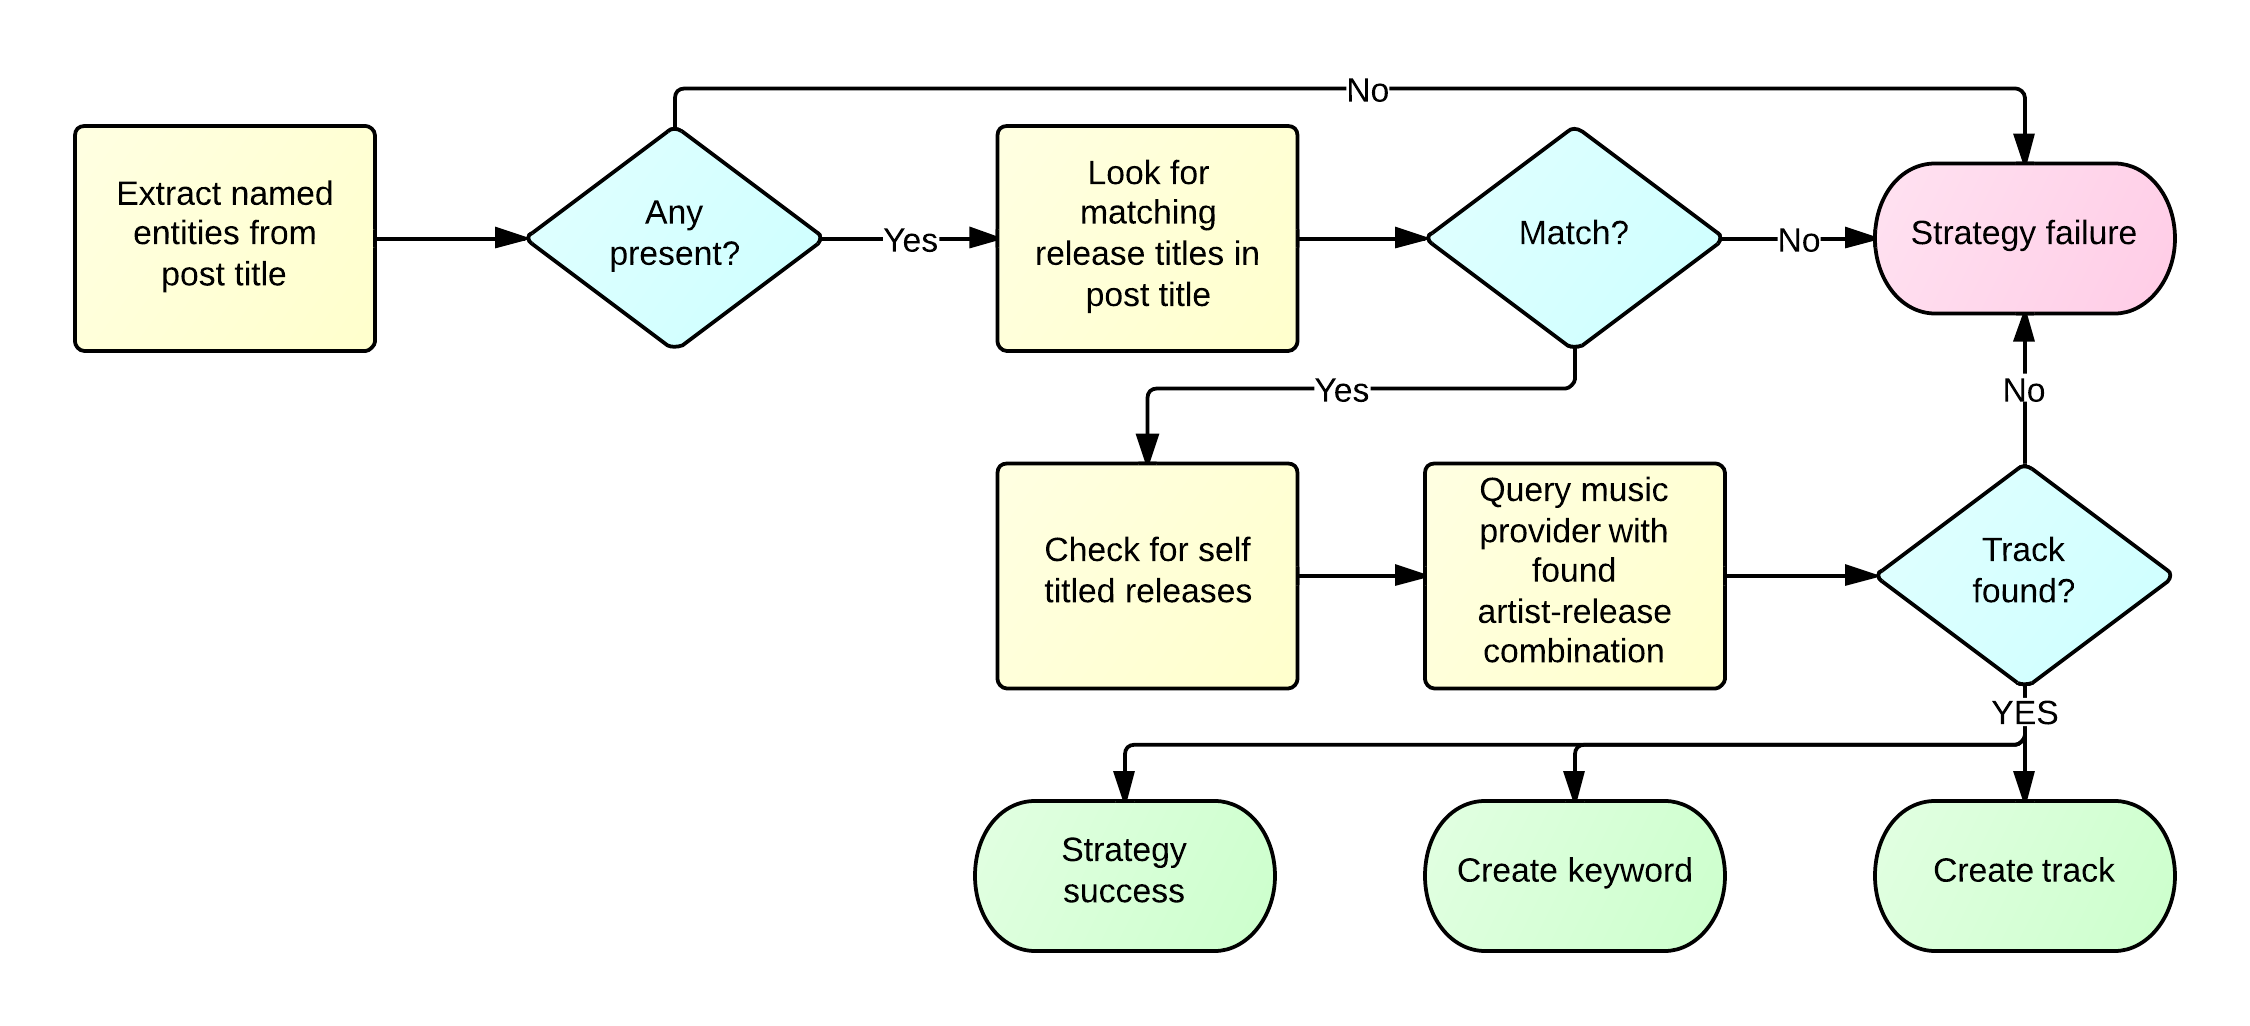 No
Extract named
entities from
post title
Any
present?
Yes
Look for
matching
release titles in
post title
Match?
No
Strategy failure
Yes
No
Check for self
titled releases
Query music
provider with
found
artist-release
combination
Track
found?
YES
Strategy
success
Create keyword
Create track